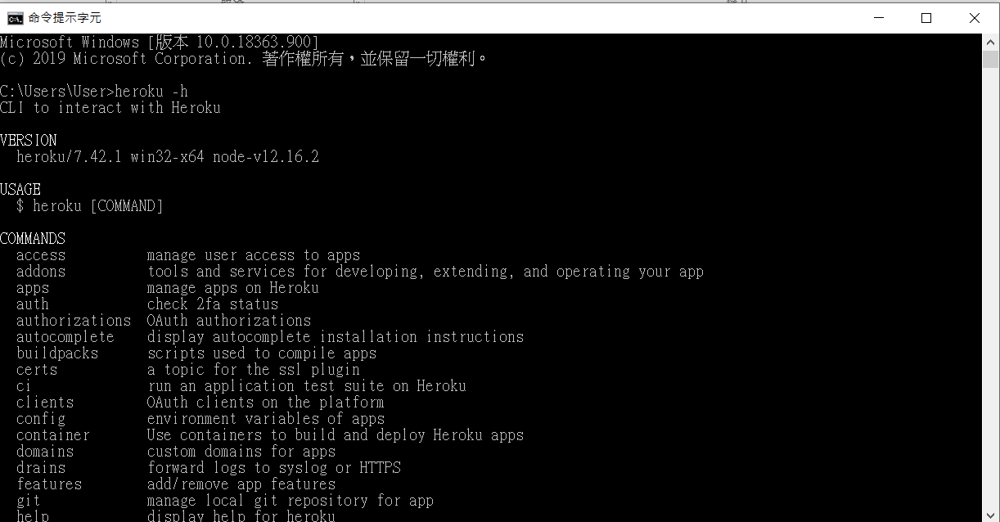 命令提示字元
Microsoft Windows [版本 10.0.18363.900]
(c) 2019 Microsoft Corporation. 著作權所有，並保留一切權利。
C:\Users\User>heroku -h
CLI to interact with Heroku
VERSION
heroku/7.42.1 win32-x64 node-v12.16.2
USAGE
$ heroku [COMMAND]
COMMANDS
access manage user access to apps
addons tools and services for developing, extending, and operating your app
apps manage apps on Heroku
auth check 2fa status
authorizations OAuth authorizations
autocomplete display autocomplete installation instructions
buildpacks scripts used to compile apps
certs a topic for the ssl plugin
ci run an application test suite on Heroku
clients OAuth clients on the platform
config environment variables of apps
container Use containers to build and deploy Heroku apps
domains custom domains for apps
drains forward logs to syslog or HTTPS
features add/remove app features
git manage local git repository for app
help display help for heroku